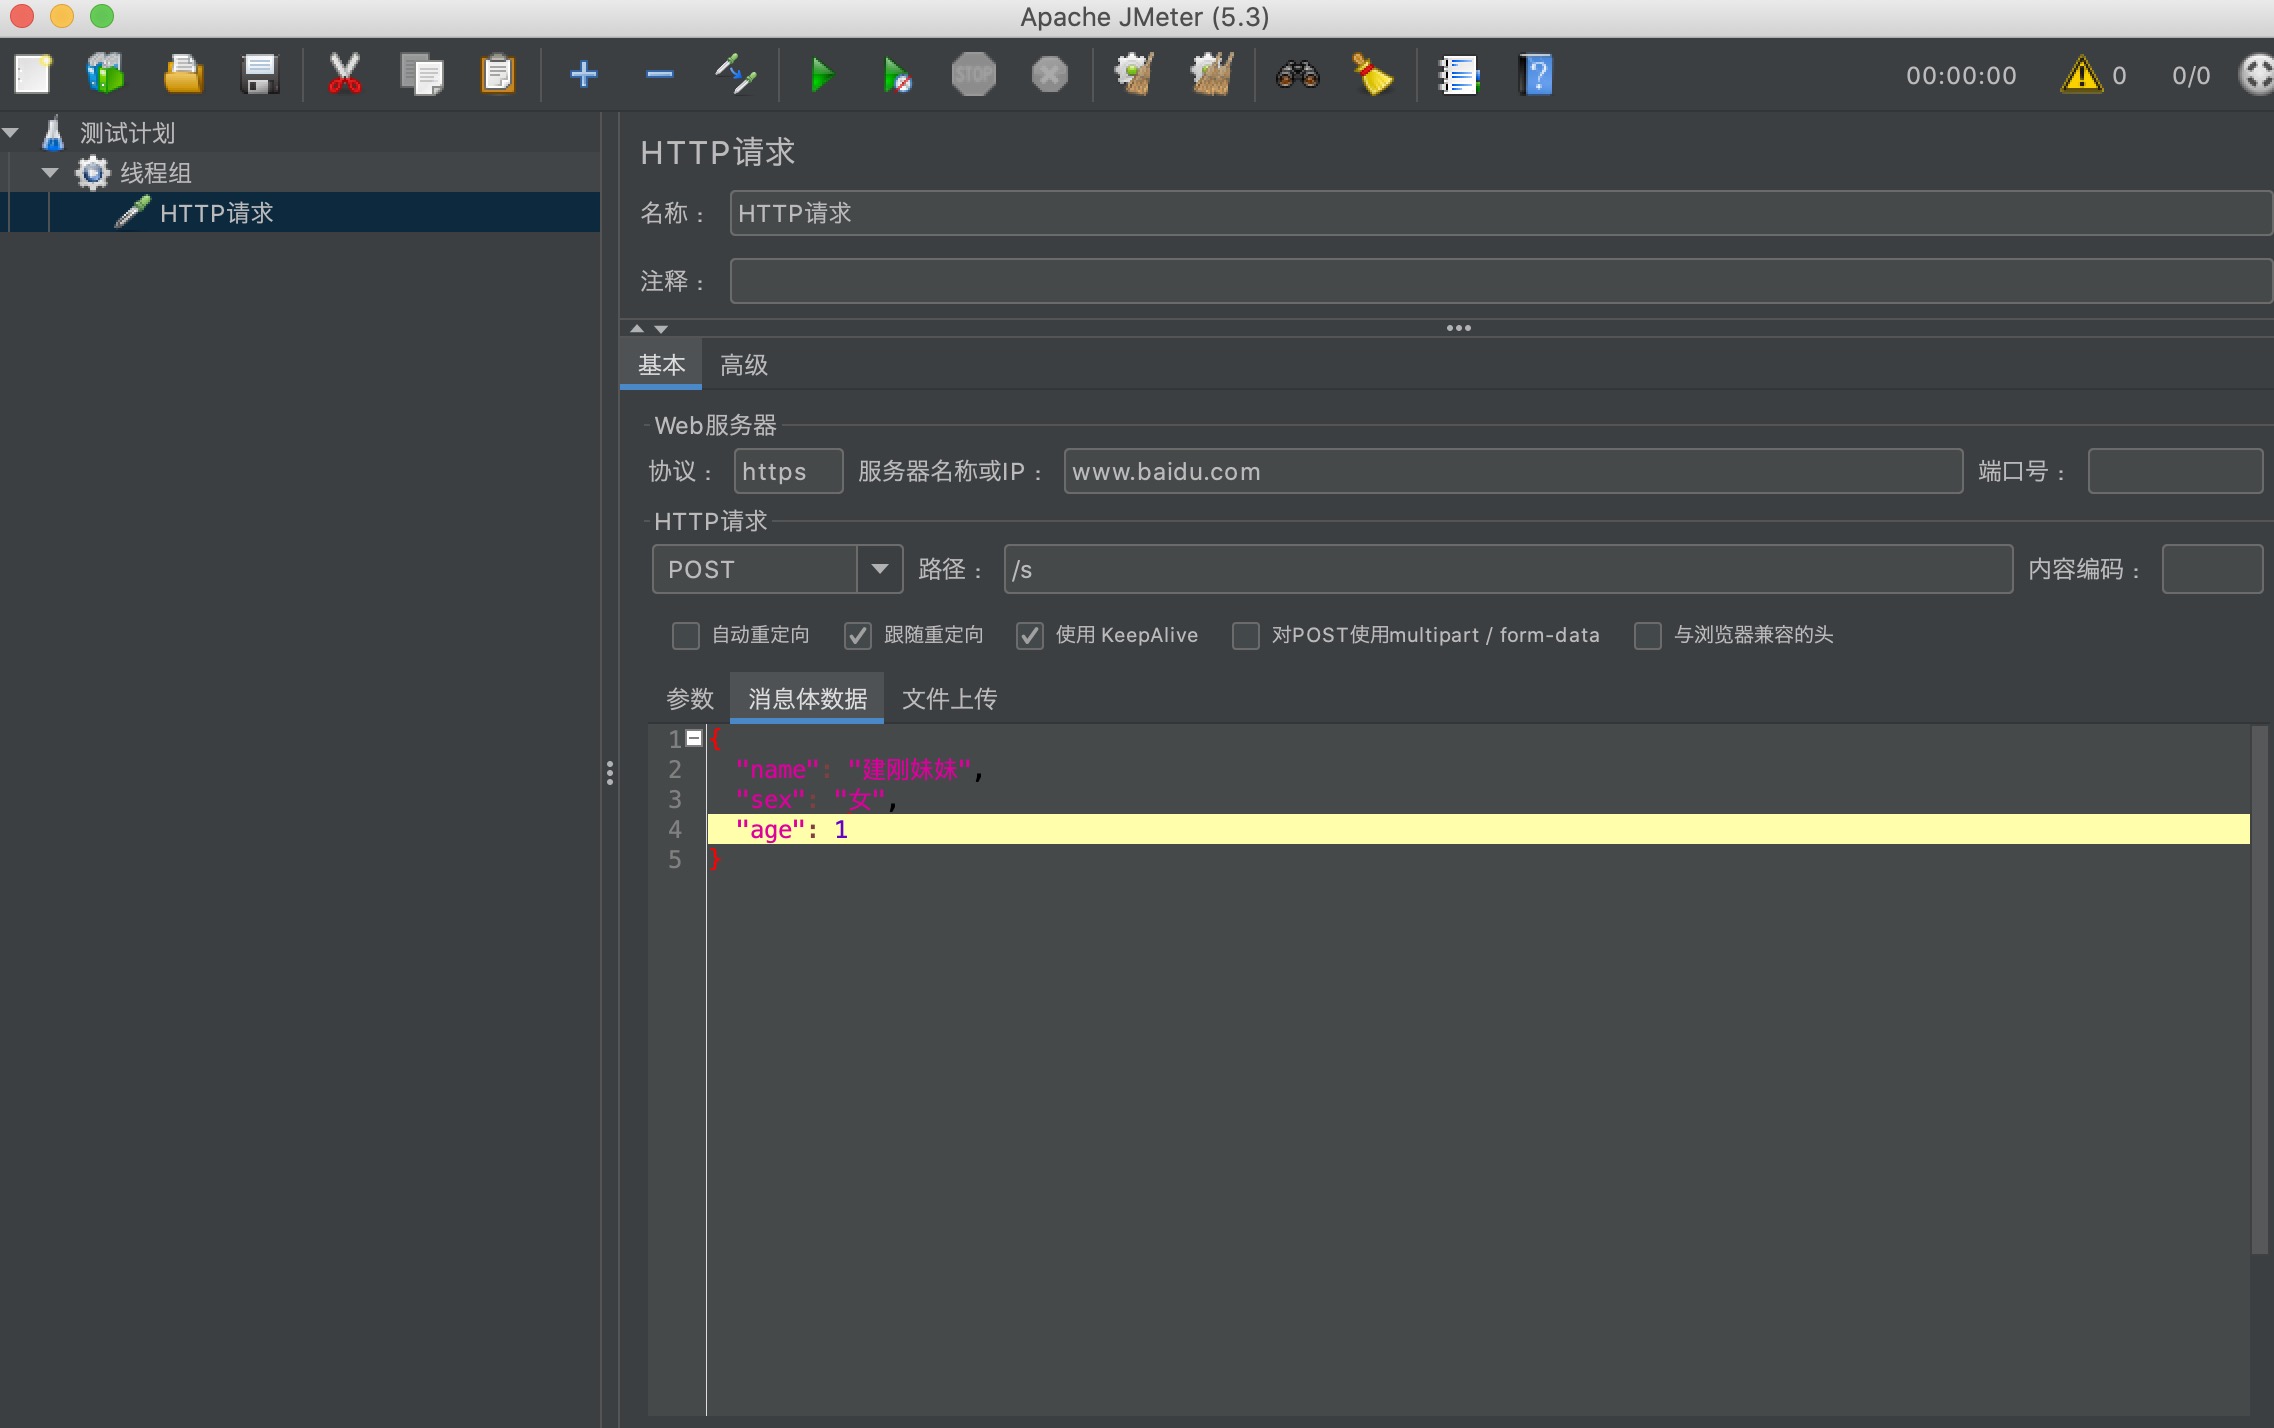 Apache JMeter (5.3)
STOP
00:00:00
0
0/0
测试计划
线程组
HTTP请求
HTTP请求
名称：
HTTP请求
注释：
基本
高级
Web服务器
协议：
https
服务器名称或IP：
www.baidu.com
端口号：
HTTP请求
POST
路径：
/s
内容编码：
自动重定向
跟随重定向
使用 KeepAlive
对POST使用multipart / form-data
与浏览器兼容的头
参数
消息体数据
文件上传
1 {
2 "name": "建刚妹妹",
3 "sex": "女",
4 "age": 1
5 }